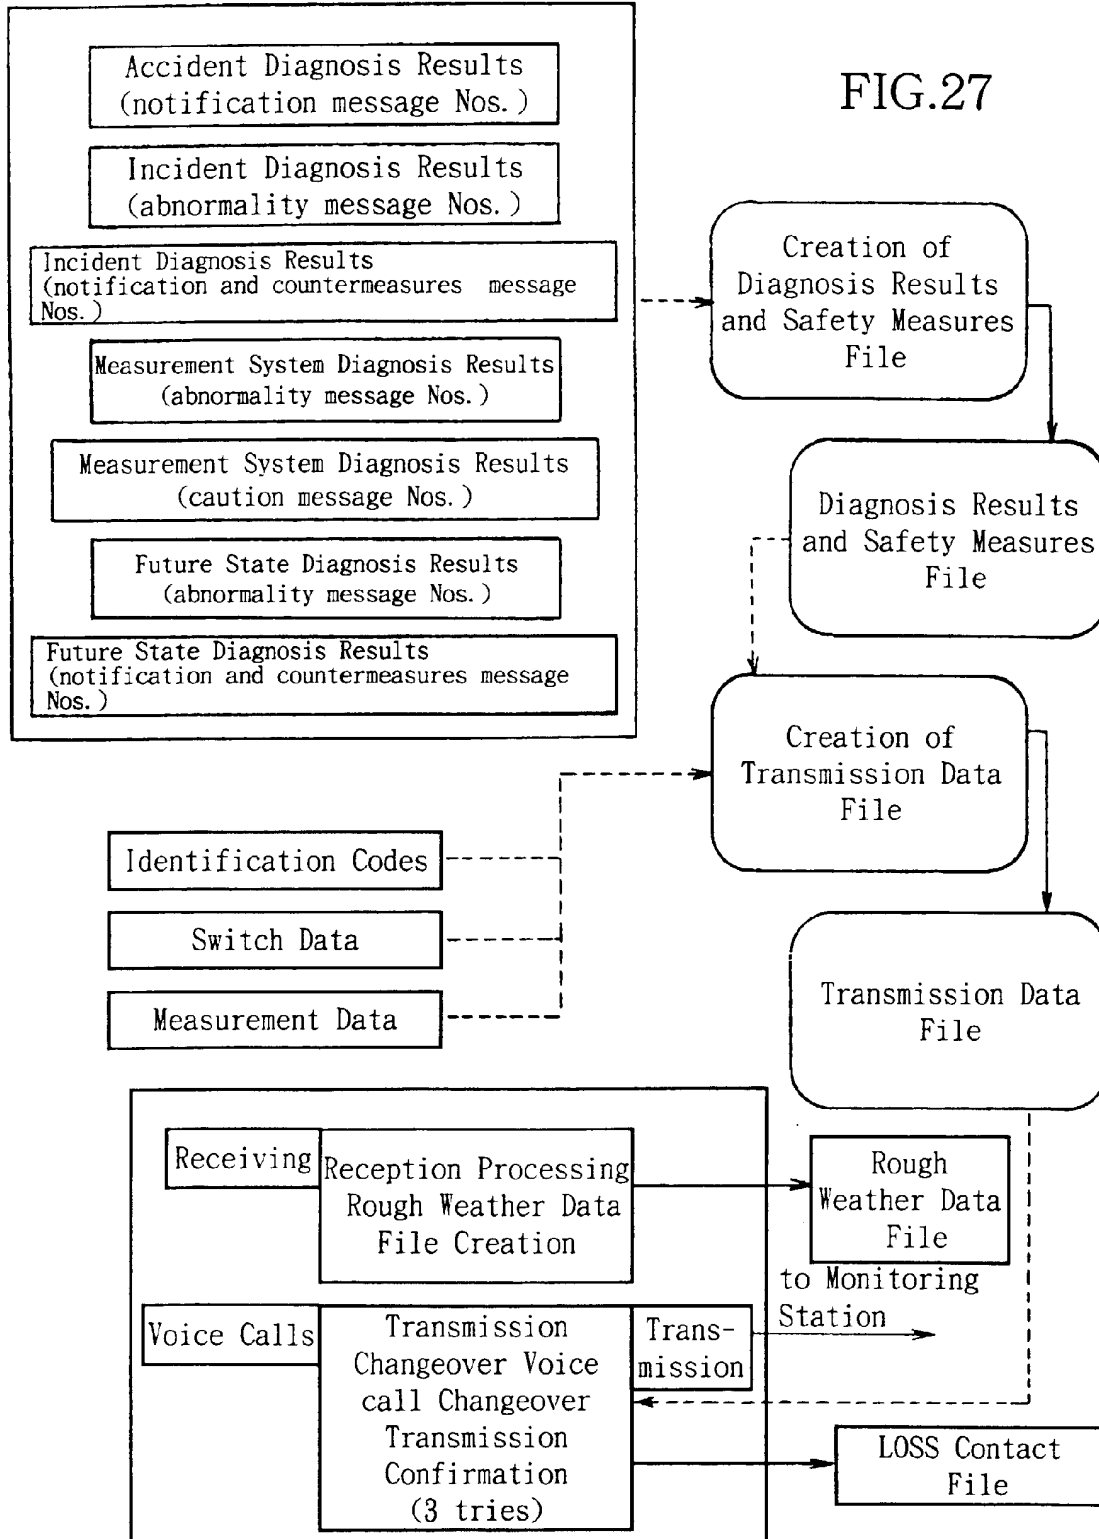 Accident Diagnosis Results
(notification message Nos.)
FIG.27
Incident Diagnosis Results
(abnormality message Nos.)
Incident Diagnosis Results
(notification and countermeasures message
Nos.)
Creation of
Diagnosis Results
and Safety Measures
File
Measurement System Diagnosis Results
(abnormality message Nos.)
Measurement System Diagnosis Results
(caution message Nos.)
Diagnosis Results
and Safety Measures
File
Future State Diagnosis Results
(abnormality message Nos.)
Future State Diagnosis Results
(notification and countermeasures message
Nos.)
Creation of
Transmission Data
File
Identification Codes
Switch Data
Measurement Data
Transmission Data
File
Receiving
Reception Processing
Rough Weather Data
File Creation
Rough
Weather Data
File
to Monitoring
Station
Voice Calls
Transmission
Changeover Voice
call Changeover
Transmission
Confirmation
(3 tries)
Trans-
mission
LOSS Contact
File